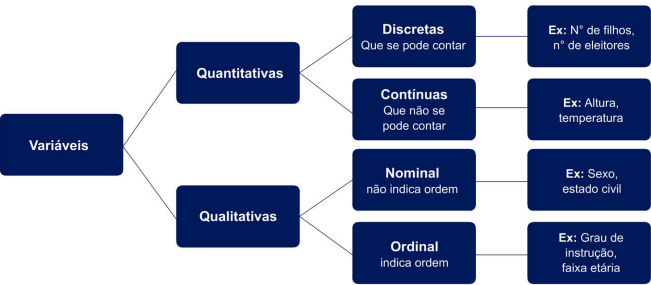 Variáveis
Quantitativas
Discretas
Que se pode contar
Ex: N° de filhos,
n° de eleitores
Contínuas
Que não se
pode contar
Ex: Altura,
temperatura
Qualitativas
Nominal
não indica ordem
Ex: Sexo,
estado civil
Ordinal
indica ordem
Ex: Grau de
instrução,
faixa etária